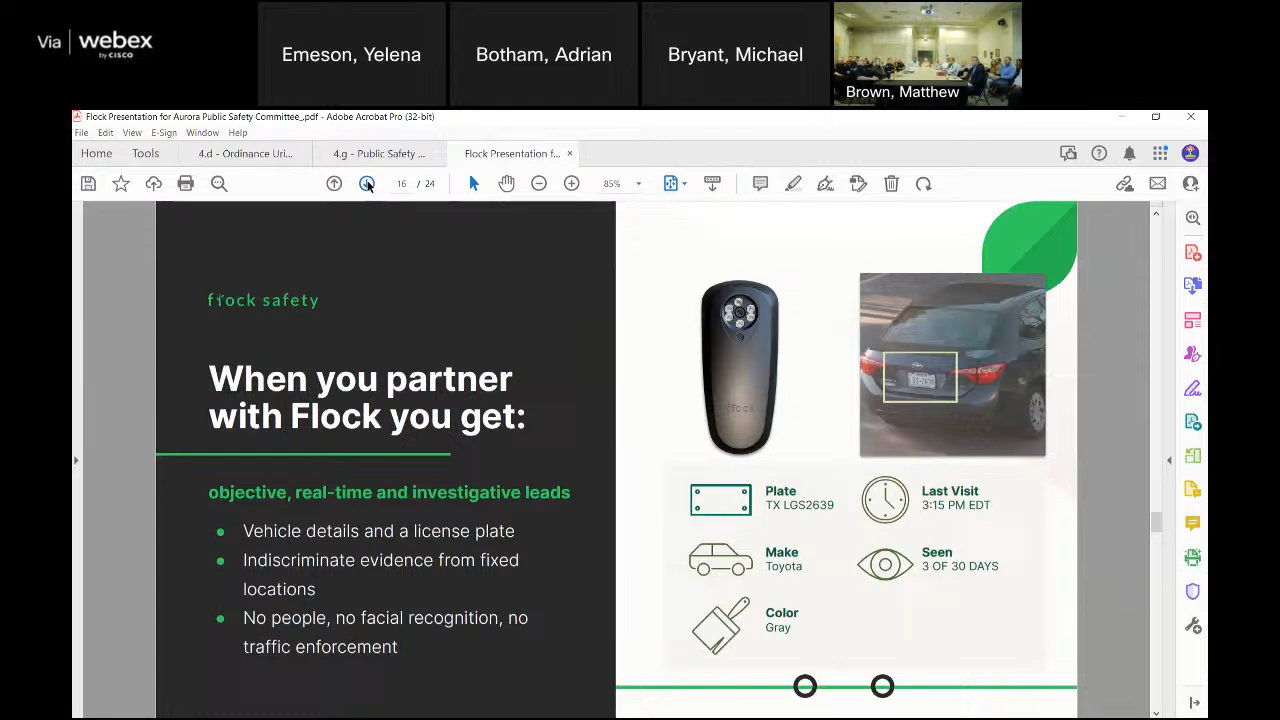 Via | webex
by CISCO
Emeson, Yelena
Botham, Adrian
Bryant, Michael
Brown, Matthew
Flock Presentation for Aurora Public Safety Committee_.pdf - Adobe Acrobat Pro (32-bit)
File Edit View E-Sign Window Help
Home Tools 4.d - Ordinance Uri... 4.g - Public Safety ... Flock Presentation f... ×
16 / 24 85%
flock safety
When you partner
with Flock you get:
objective, real-time and investigative leads
• Vehicle details and a license plate
• Indiscriminate evidence from fixed
locations
• No people, no facial recognition, no
traffic enforcement
flock
Plate
TX LGS2639
Last Visit
3:15 PM EDT
Make
Toyota
Seen
3 OF 30 DAYS
Color
Gray